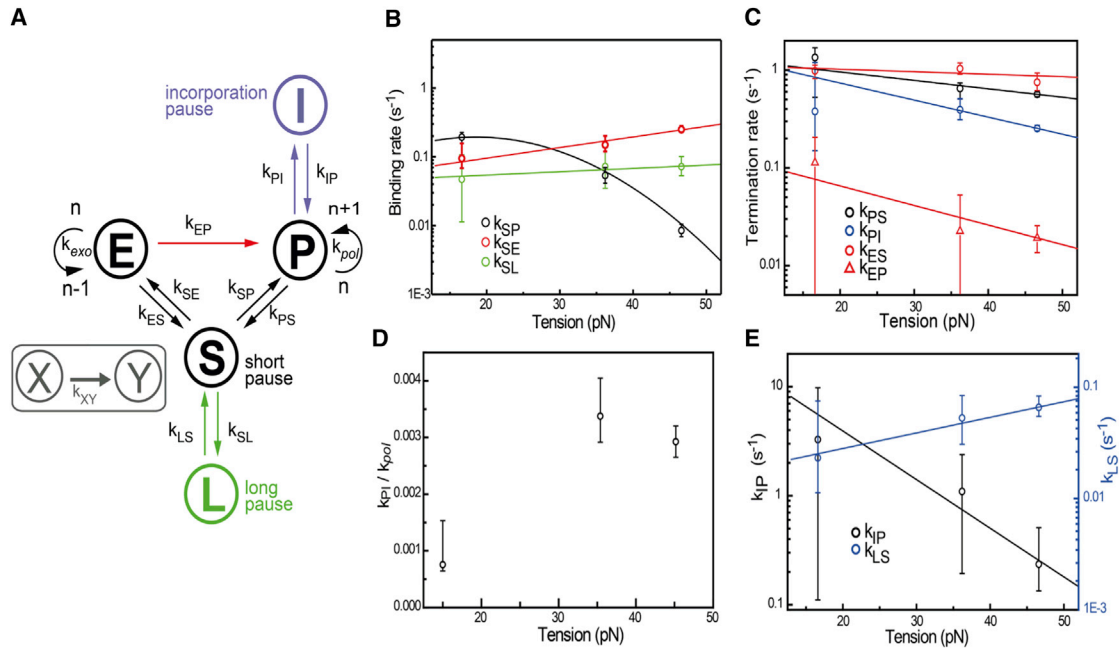 A
incorporation
pause
I
k_PI
k_IP
n
n+1
k_EP
k_exo
E
P
k_pol
n-1
n
k_SE
k_SP
k_ES
k_PS
S
short
pause
X
Y
k_XY
k_LS
k_SL
L
long
pause
B
Binding rate (s⁻¹)
1
0.1
0.01
1E-3
k_SP
k_SE
k_SL
20
30
40
50
Tension (pN)
C
Termination rate (s⁻¹)
1
0.1
0.01
k_PS
k_PI
k_ES
k_EP
20
30
40
50
Tension (pN)
D
k_PI / k_pol
0.004
0.003
0.002
0.001
0.000
20
30
40
50
Tension (pN)
E
k_IP (s⁻¹)
10
1
0.1
k_IP
k_LS
0.1
0.01
1E-3
k_LS (s⁻¹)
20
30
40
50
Tension (pN)